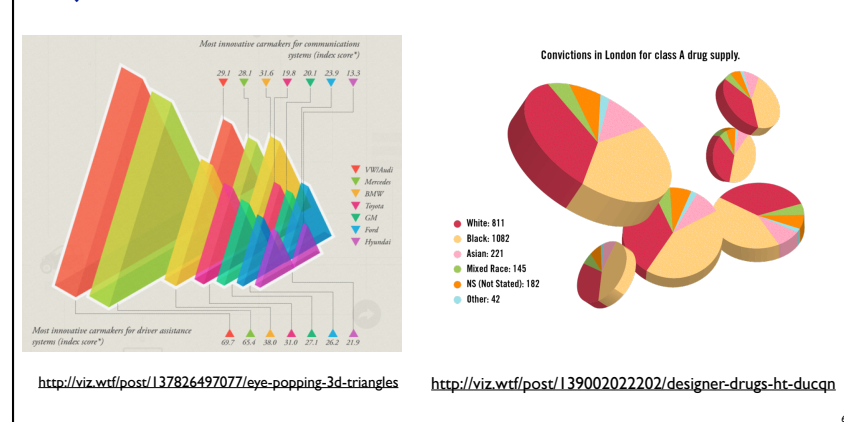 Most innovative carmakers for communications
systems (index score*)
29.1 28.1 31.6 19.8 20.1 23.9 13.3
VW/Audi
Mercedes
BMW
Toyota
GM
Ford
Hyundai
Most innovative carmakers for driver assistance
systems (index score*)
69.7 65.4 38.0 31.0 27.1 26.2 21.9
http://viz.wtf/post/137826497077/eye-popping-3d-triangles
Convictions in London for class A drug supply.
White: 811
Black: 1082
Asian: 221
Mixed Race: 145
NS (Not Stated): 182
Other: 42
http://viz.wtf/post/139002022202/designer-drugs-ht-ducqn